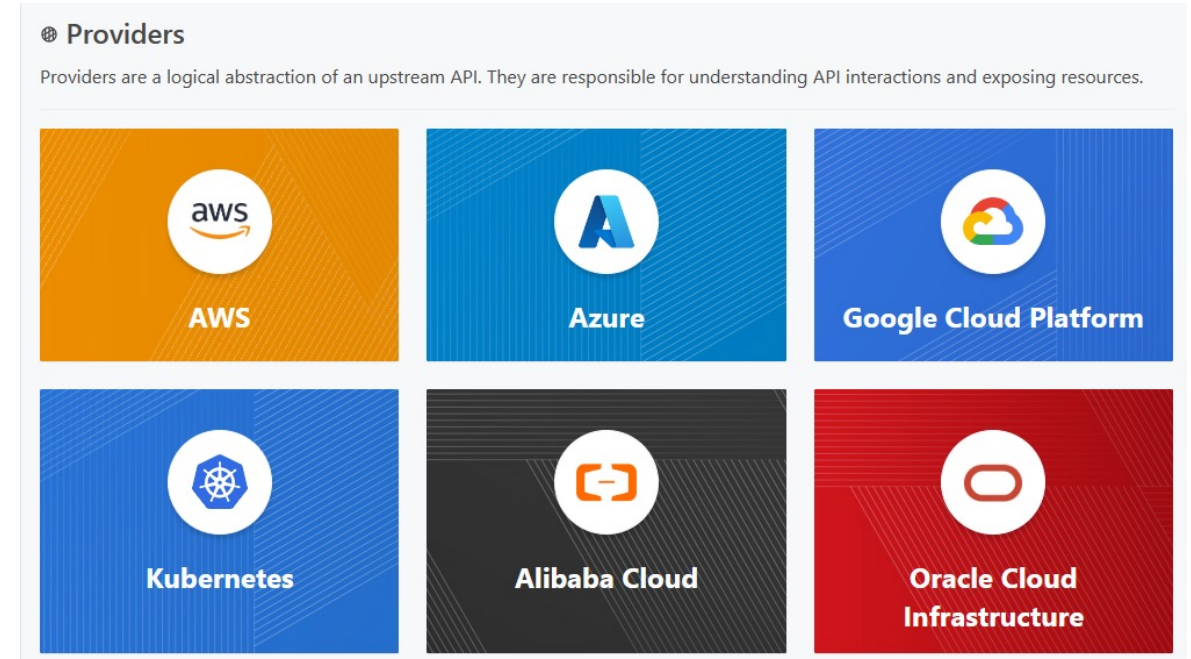 Providers
Providers are a logical abstraction of an upstream API. They are responsible for understanding API interactions and exposing resources.
aws
AWS
Azure
Google Cloud Platform
Kubernetes
Alibaba Cloud
Oracle Cloud
Infrastructure